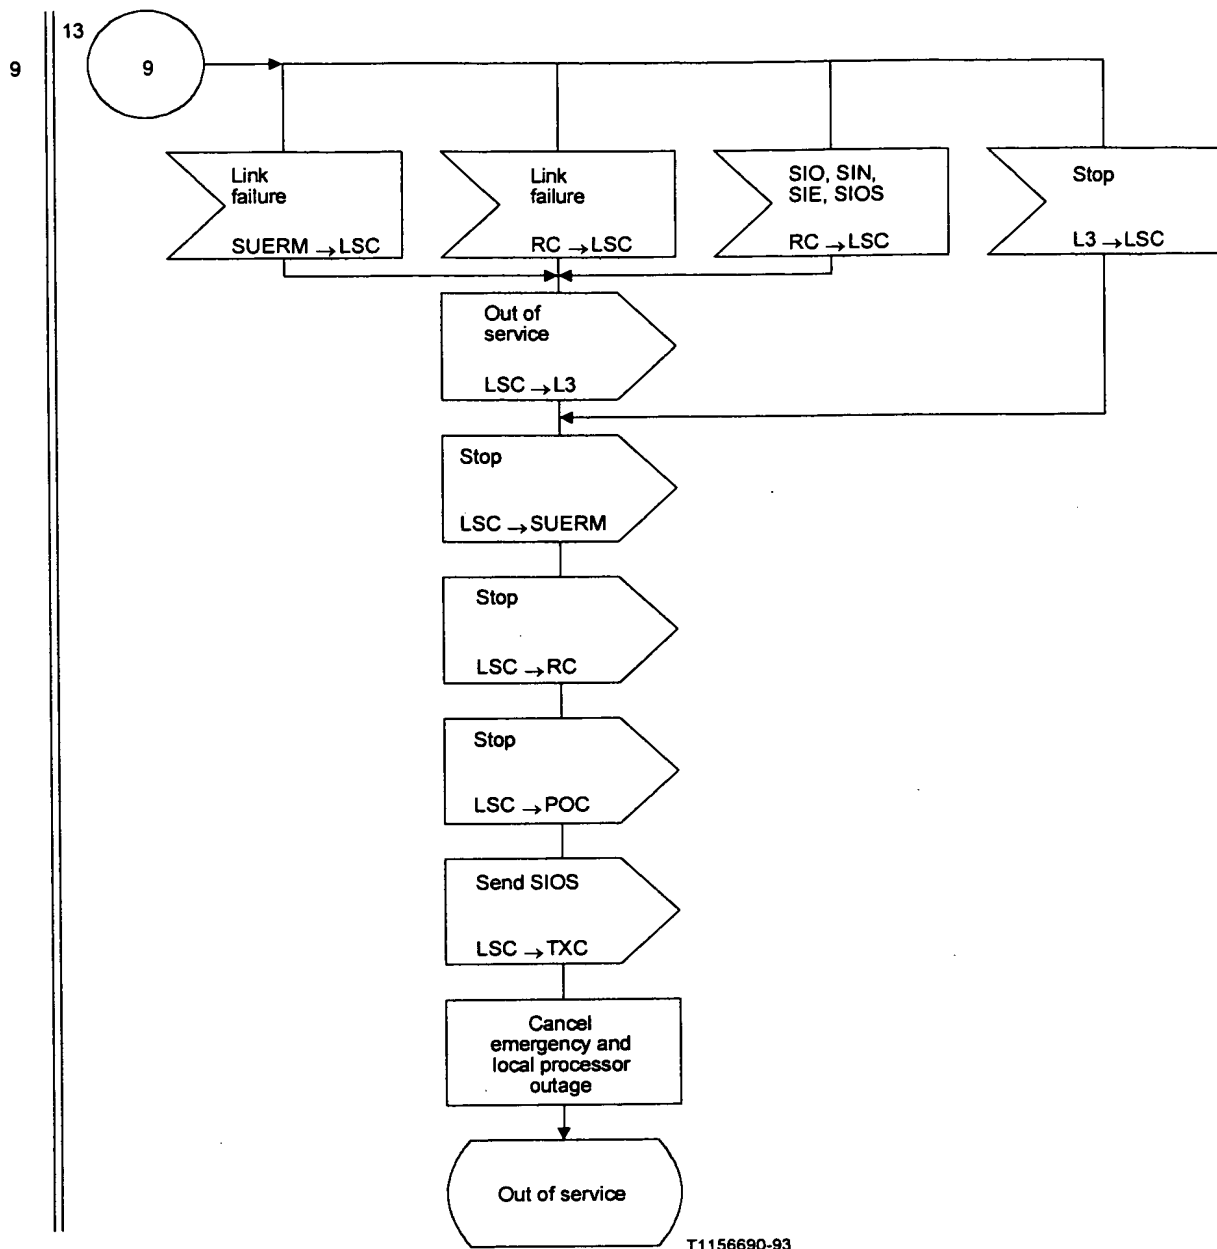 13
9
9
Link
failure
SUERM → LSC
Link
failure
RC → LSC
SIO, SIN,
SIE, SIOS
RC → LSC
Stop
L3 → LSC
Out of
service
LSC → L3
Stop
LSC → SUERM
Stop
LSC → RC
Stop
LSC → POC
Send SIOS
LSC → TXC
Cancel
emergency and
local processor
outage
Out of service
T1156690-93